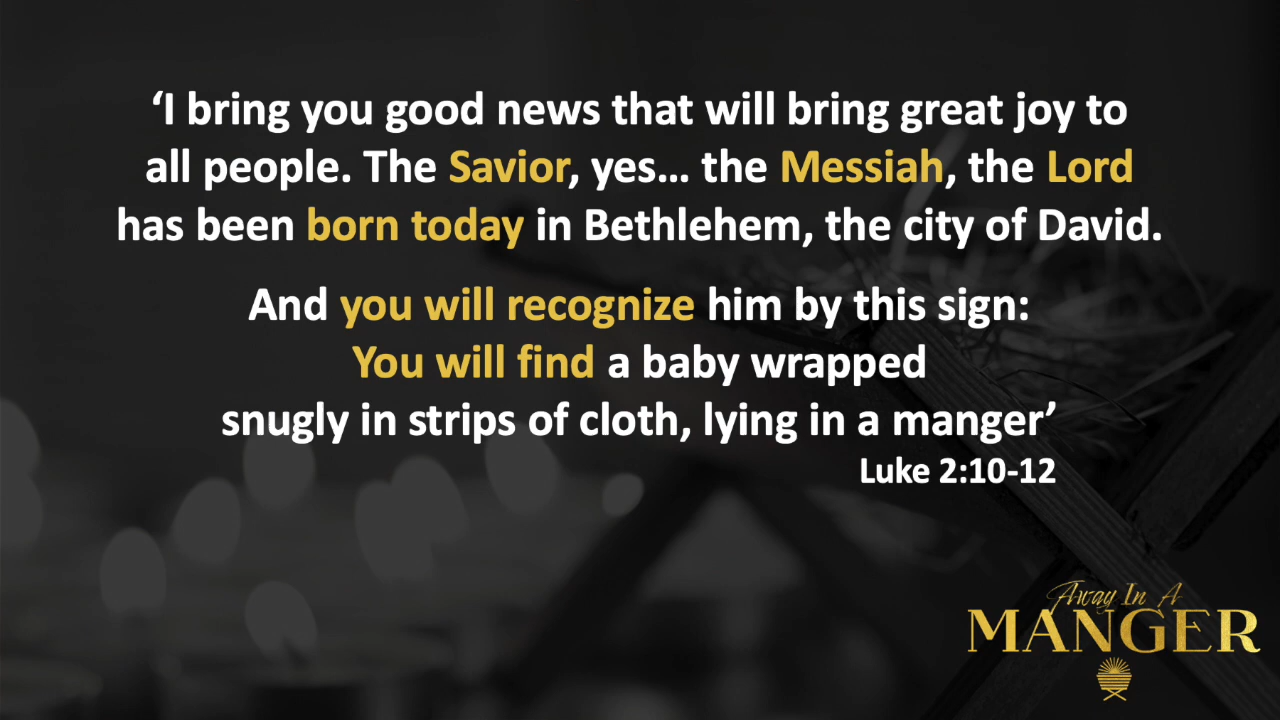 ‘I bring you good news that will bring great joy to
all people. The Savior, yes... the Messiah, the Lord
has been born today in Bethlehem, the city of David.
And you will recognize him by this sign:
You will find a baby wrapped
snugly in strips of cloth, lying in a manger’
Luke 2:10-12
Away In A
MANGER